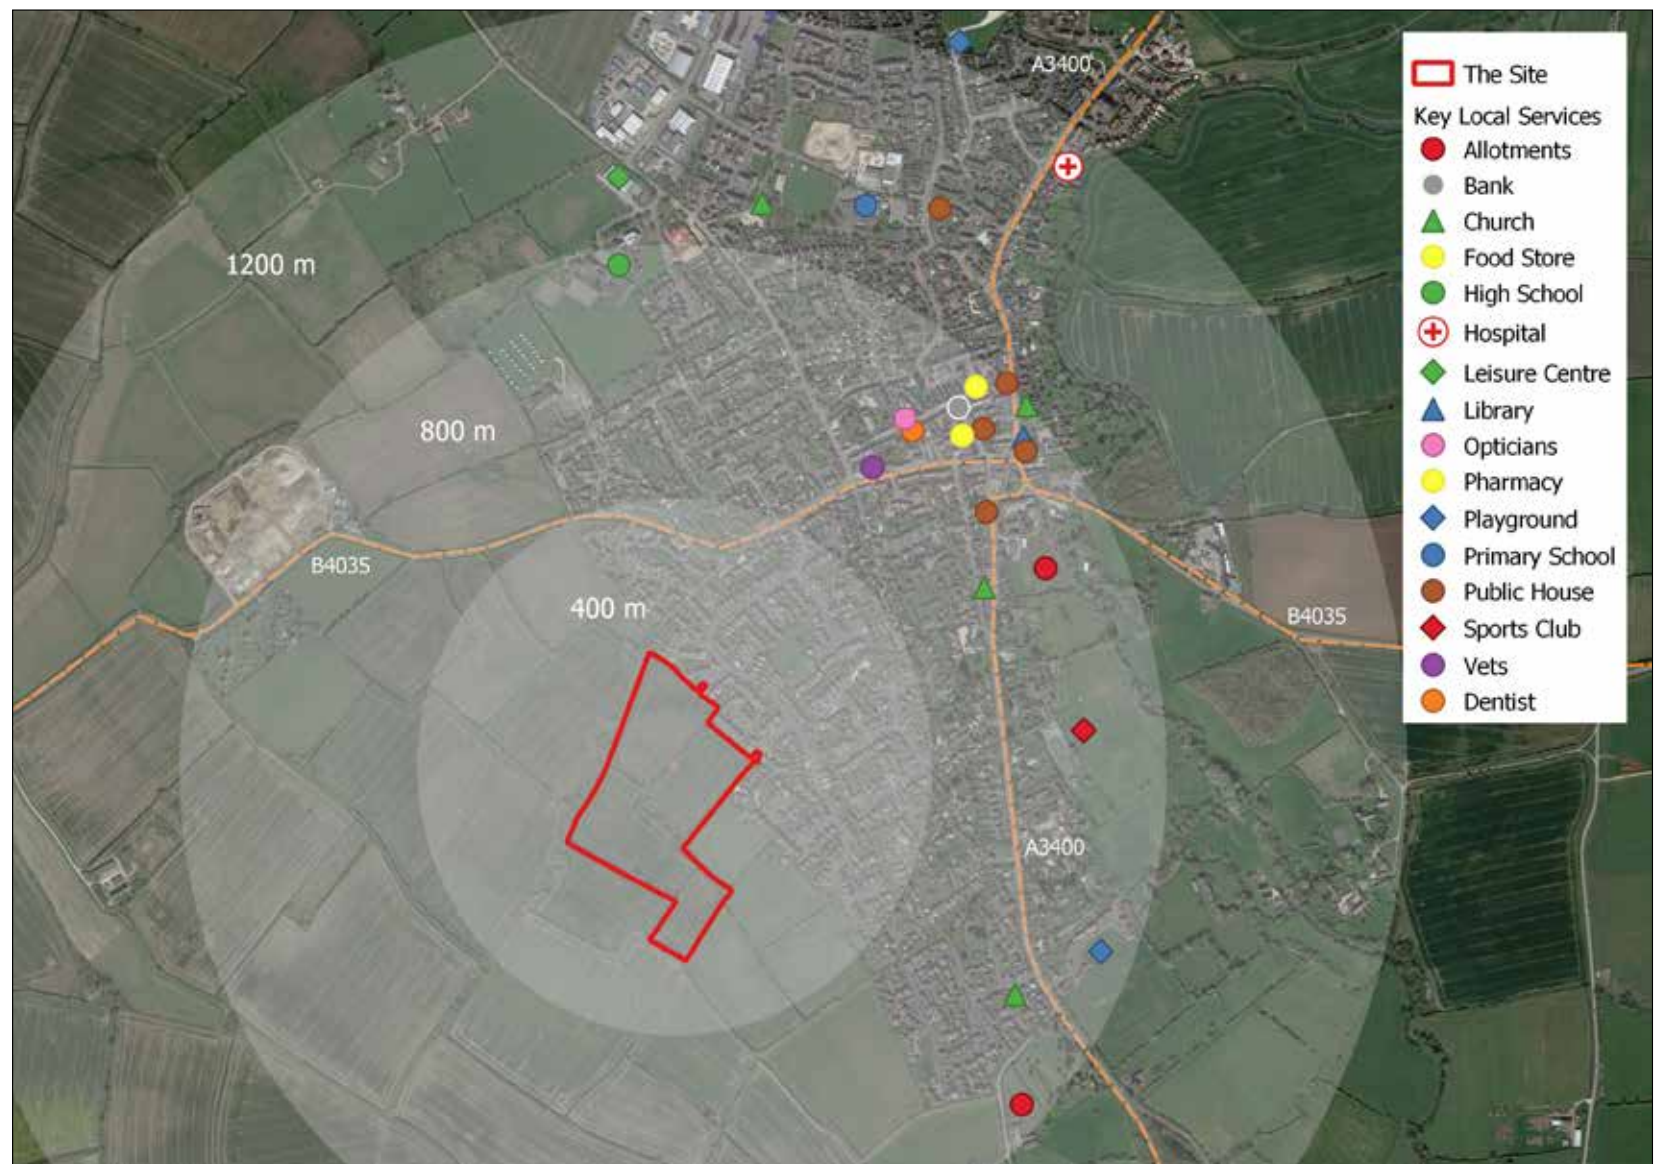 A3400
1200 m
800 m
B4035
400 m
B4035
A3400
The Site
Key Local Services
Allotments
Bank
Church
Food Store
High School
Hospital
Leisure Centre
Library
Opticians
Pharmacy
Playground
Primary School
Public House
Sports Club
Vets
Dentist